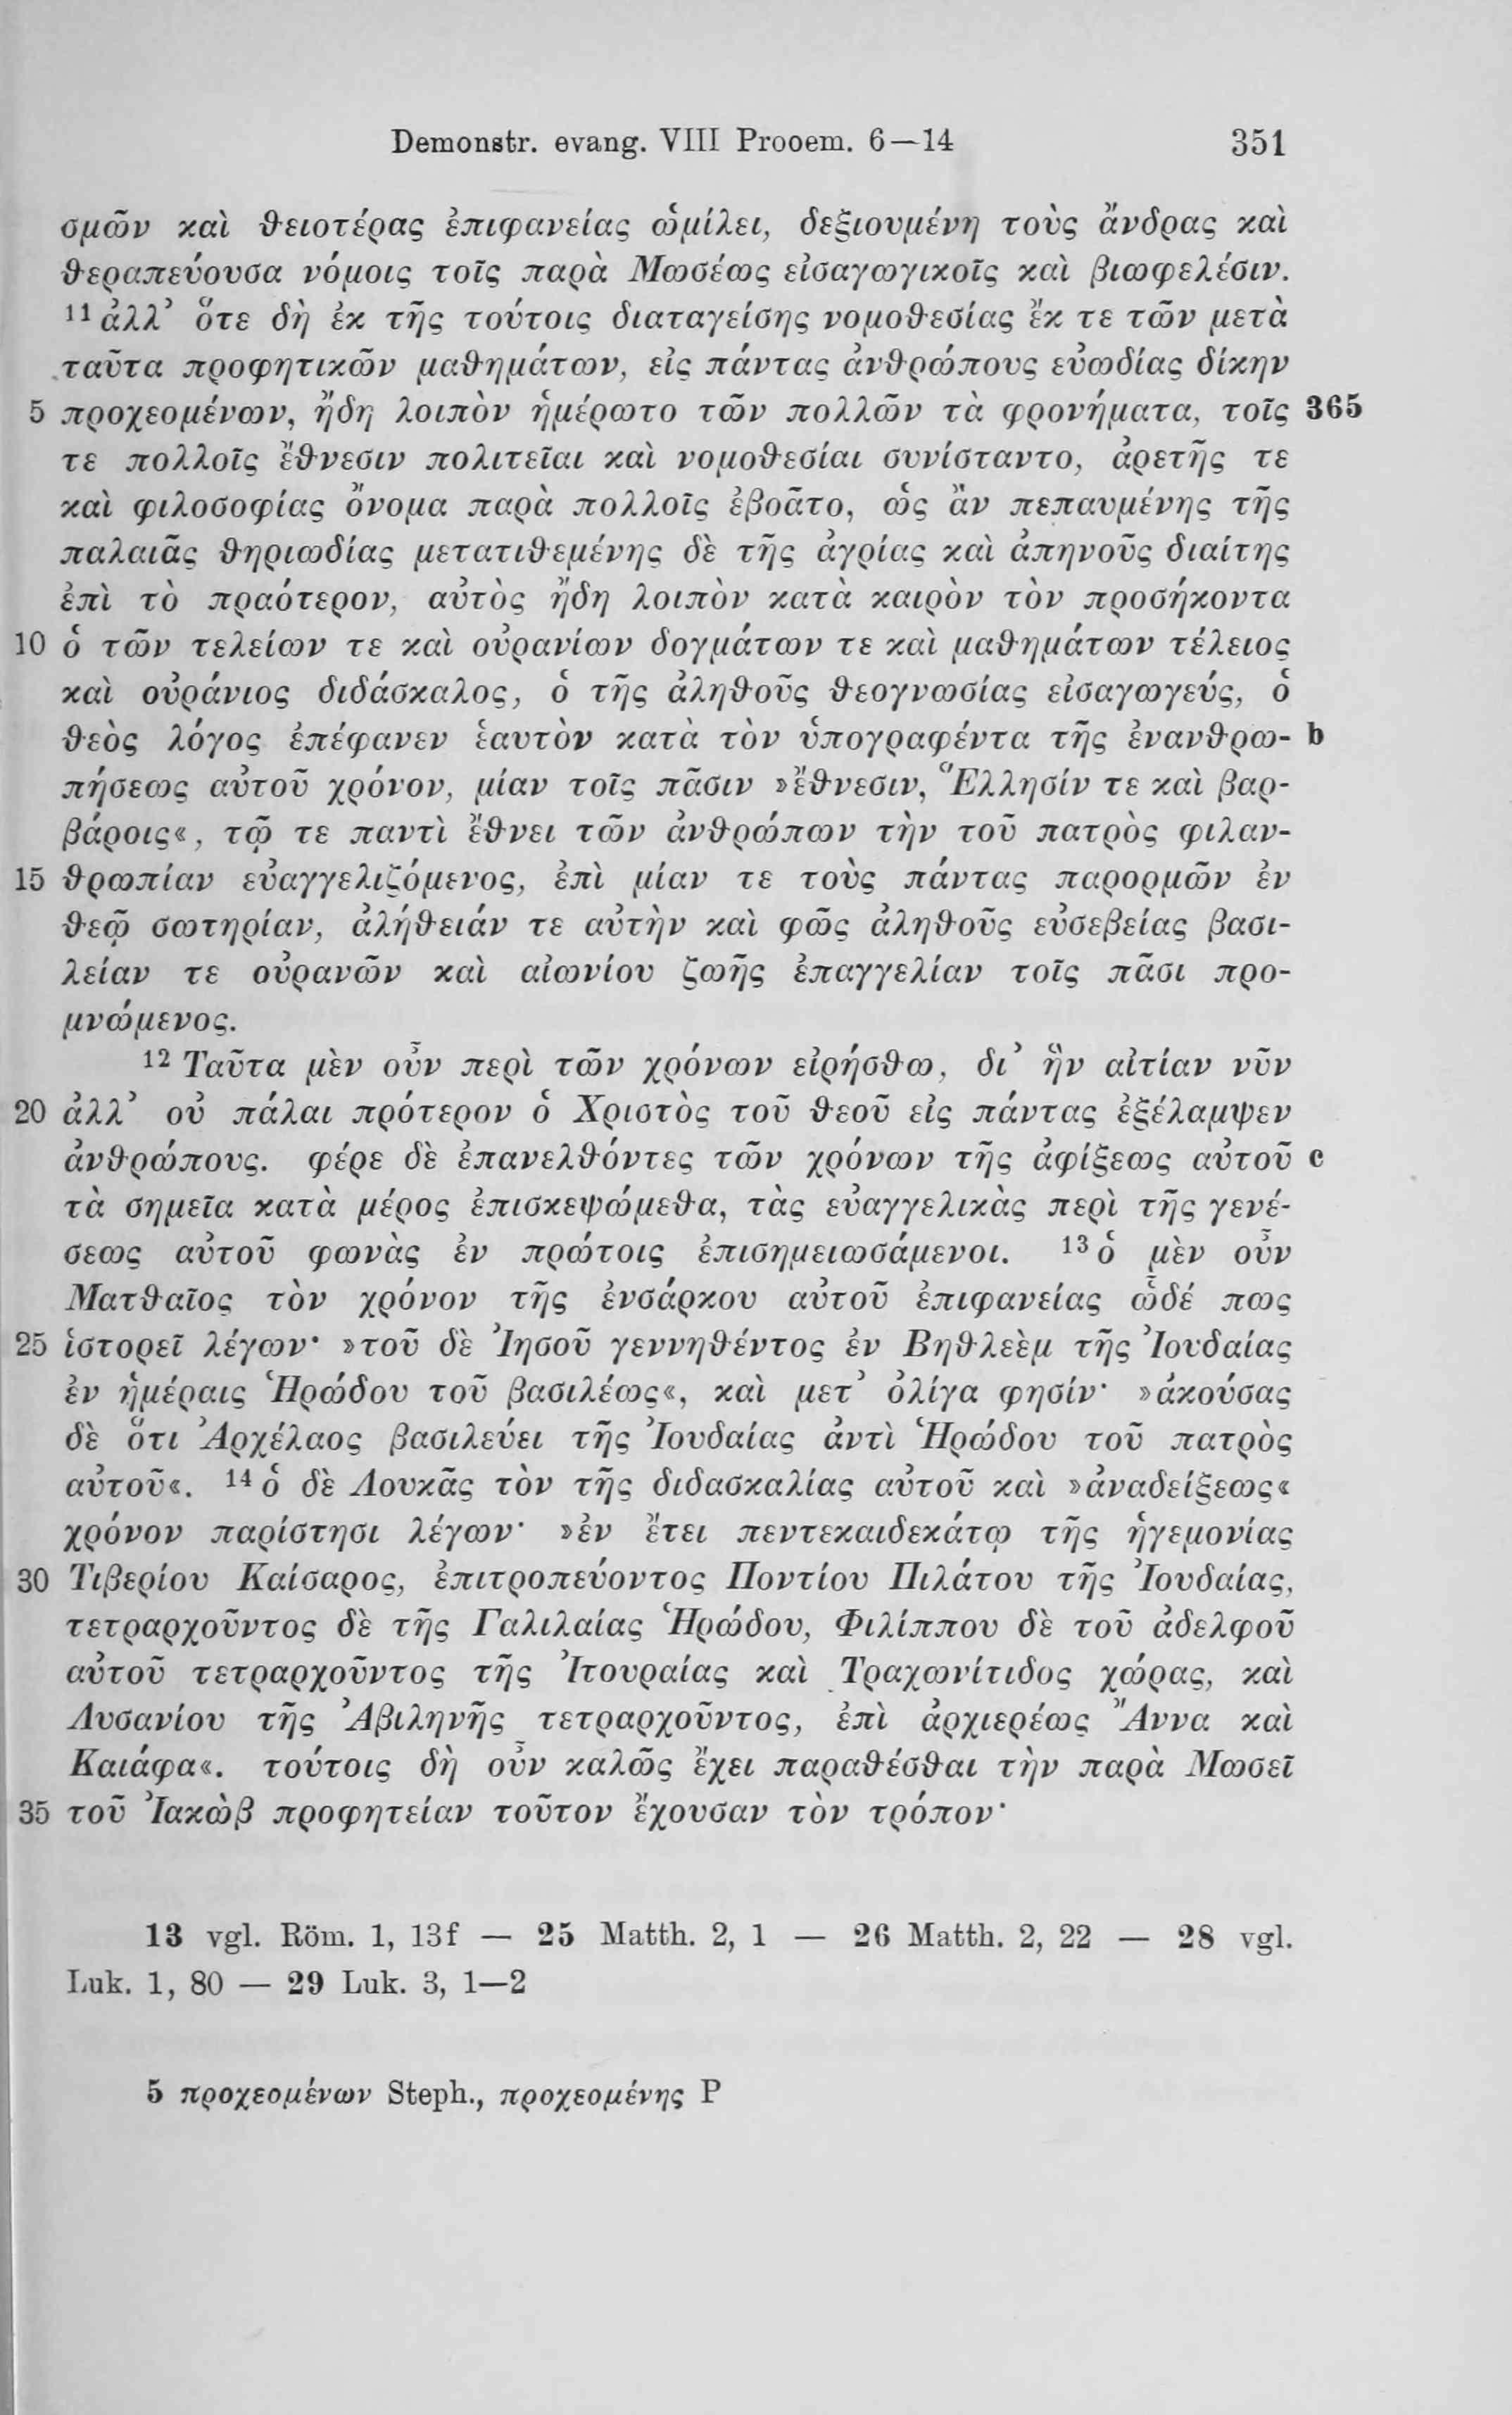 Demonstr. evang. VIII Prooem. 6—14 351
σμῶν καὶ θειοτέρας ἐπιφανείας ὡμίλει, δεξιουμένη τοὺς ἄνδρας καὶ
θεραπεύουσα νόμοις τοῖς παρὰ Μωσέως εἰσαγωγικοῖς καὶ βιωφελέσιν.
¹¹ ἀλλ’ ὅτε δὴ ἐκ τῆς τούτοις διαταγείσης νομοθεσίας ἔκ τε τῶν μετὰ
ταῦτα προφητικῶν μαθημάτων, εἰς πάντας ἀνθρώπους εὐωδίας δίκην
5 προχεομένων, ἤδη λοιπὸν ἡμέρωτο τῶν πολλῶν τὰ φρονήματα, τοῖς 365
τε πολλοῖς ἔθνεσιν πολιτεῖαι καὶ νομοθεσίαι συνίσταντο, ἀρετῆς τε
καὶ φιλοσοφίας ὄνομα παρὰ πολλοῖς ἐβοᾶτο, ὡς ἂν πεπαυμένης τῆς
παλαιᾶς θηριωδίας μετατιθεμένης δὲ τῆς ἀγρίας καὶ ἀπηνοῦς διαίτης
ἐπὶ τὸ πραότερον, αὐτὸς ἤδη λοιπὸν κατὰ καιρὸν τὸν προσήκοντα
10 ὁ τῶν τελείων τε καὶ οὐρανίων δογμάτων τε καὶ μαθημάτων τέλειος
καὶ οὐράνιος διδάσκαλος, ὁ τῆς ἀληθοῦς θεογνωσίας εἰσαγωγεύς, ὁ
θεὸς λόγος ἐπέφανεν ἑαυτὸν κατὰ τὸν ὑπογραφέντα τῆς ἐνανθρω- b
πήσεως αὐτοῦ χρόνον, μίαν τοῖς πᾶσιν »ἔθνεσιν, Ἕλλησίν τε καὶ βαρ-
βάροις«, τῷ τε παντὶ ἔθνει τῶν ἀνθρώπων τὴν τοῦ πατρὸς φιλαν-
15 θρωπίαν εὐαγγελιζόμενος, ἐπὶ μίαν τε τοὺς πάντας παρορμῶν ἐν
θεῷ σωτηρίαν, ἀλήθειάν τε αὐτὴν καὶ φῶς ἀληθοῦς εὐσεβείας βασι-
λείαν τε οὐρανῶν καὶ αἰωνίου ζωῆς ἐπαγγελίαν τοῖς πᾶσι προ-
μνώμενος.
¹² Ταῦτα μὲν οὖν περὶ τῶν χρόνων εἰρήσθω, δι’ ἣν αἰτίαν νῦν
20 ἀλλ’ οὐ πάλαι πρότερον ὁ Χριστὸς τοῦ θεοῦ εἰς πάντας ἐξέλαμψεν
ἀνθρώπους. φέρε δὲ ἐπανελθόντες τῶν χρόνων τῆς ἀφίξεως αὐτοῦ c
τὰ σημεῖα κατὰ μέρος ἐπισκεψώμεθα, τὰς εὐαγγελικὰς περὶ τῆς γενέ-
σεως αὐτοῦ φωνὰς ἐν πρώτοις ἐπισημειωσάμενοι. ¹³ ὁ μὲν οὖν
Ματθαῖος τὸν χρόνον τῆς ἐνσάρκου αὐτοῦ ἐπιφανείας ὧδέ πως
25 ἱστορεῖ λέγων· »τοῦ δὲ Ἰησοῦ γεννηθέντος ἐν Βηθλεὲμ τῆς Ἰουδαίας
ἐν ἡμέραις Ἡρώδου τοῦ βασιλέως«, καὶ μετ’ ὀλίγα φησίν· »ἀκούσας
δὲ ὅτι Ἀρχέλαος βασιλεύει τῆς Ἰουδαίας ἀντὶ Ἡρώδου τοῦ πατρὸς
αὐτοῦ«. ¹⁴ ὁ δὲ Λουκᾶς τὸν τῆς διδασκαλίας αὐτοῦ καὶ »ἀναδείξεως«
χρόνον παρίστησι λέγων· »ἐν ἔτει πεντεκαιδεκάτῳ τῆς ἡγεμονίας
30 Τιβερίου Καίσαρος, ἐπιτροπεύοντος Ποντίου Πιλάτου τῆς Ἰουδαίας,
τετραρχοῦντος δὲ τῆς Γαλιλαίας Ἡρώδου, Φιλίππου δὲ τοῦ ἀδελφοῦ
αὐτοῦ τετραρχοῦντος τῆς Ἰτουραίας καὶ Τραχωνίτιδος χώρας, καὶ
Λυσανίου τῆς Ἀβιληνῆς τετραρχοῦντος, ἐπὶ ἀρχιερέως Ἄννα καὶ
Καιάφα«. τούτοις δὴ οὖν καλῶς ἔχει παραθέσθαι τὴν παρὰ Μωσεῖ
35 τοῦ Ἰακὼβ προφητείαν τοῦτον ἔχουσαν τὸν τρόπον·
13 vgl. Röm. 1, 13f — 25 Matth. 2, 1 — 26 Matth. 2, 22 — 28 vgl.
Luk. 1, 80 — 29 Luk. 3, 1—2
5 προχεομένων Steph., προχεομένης P